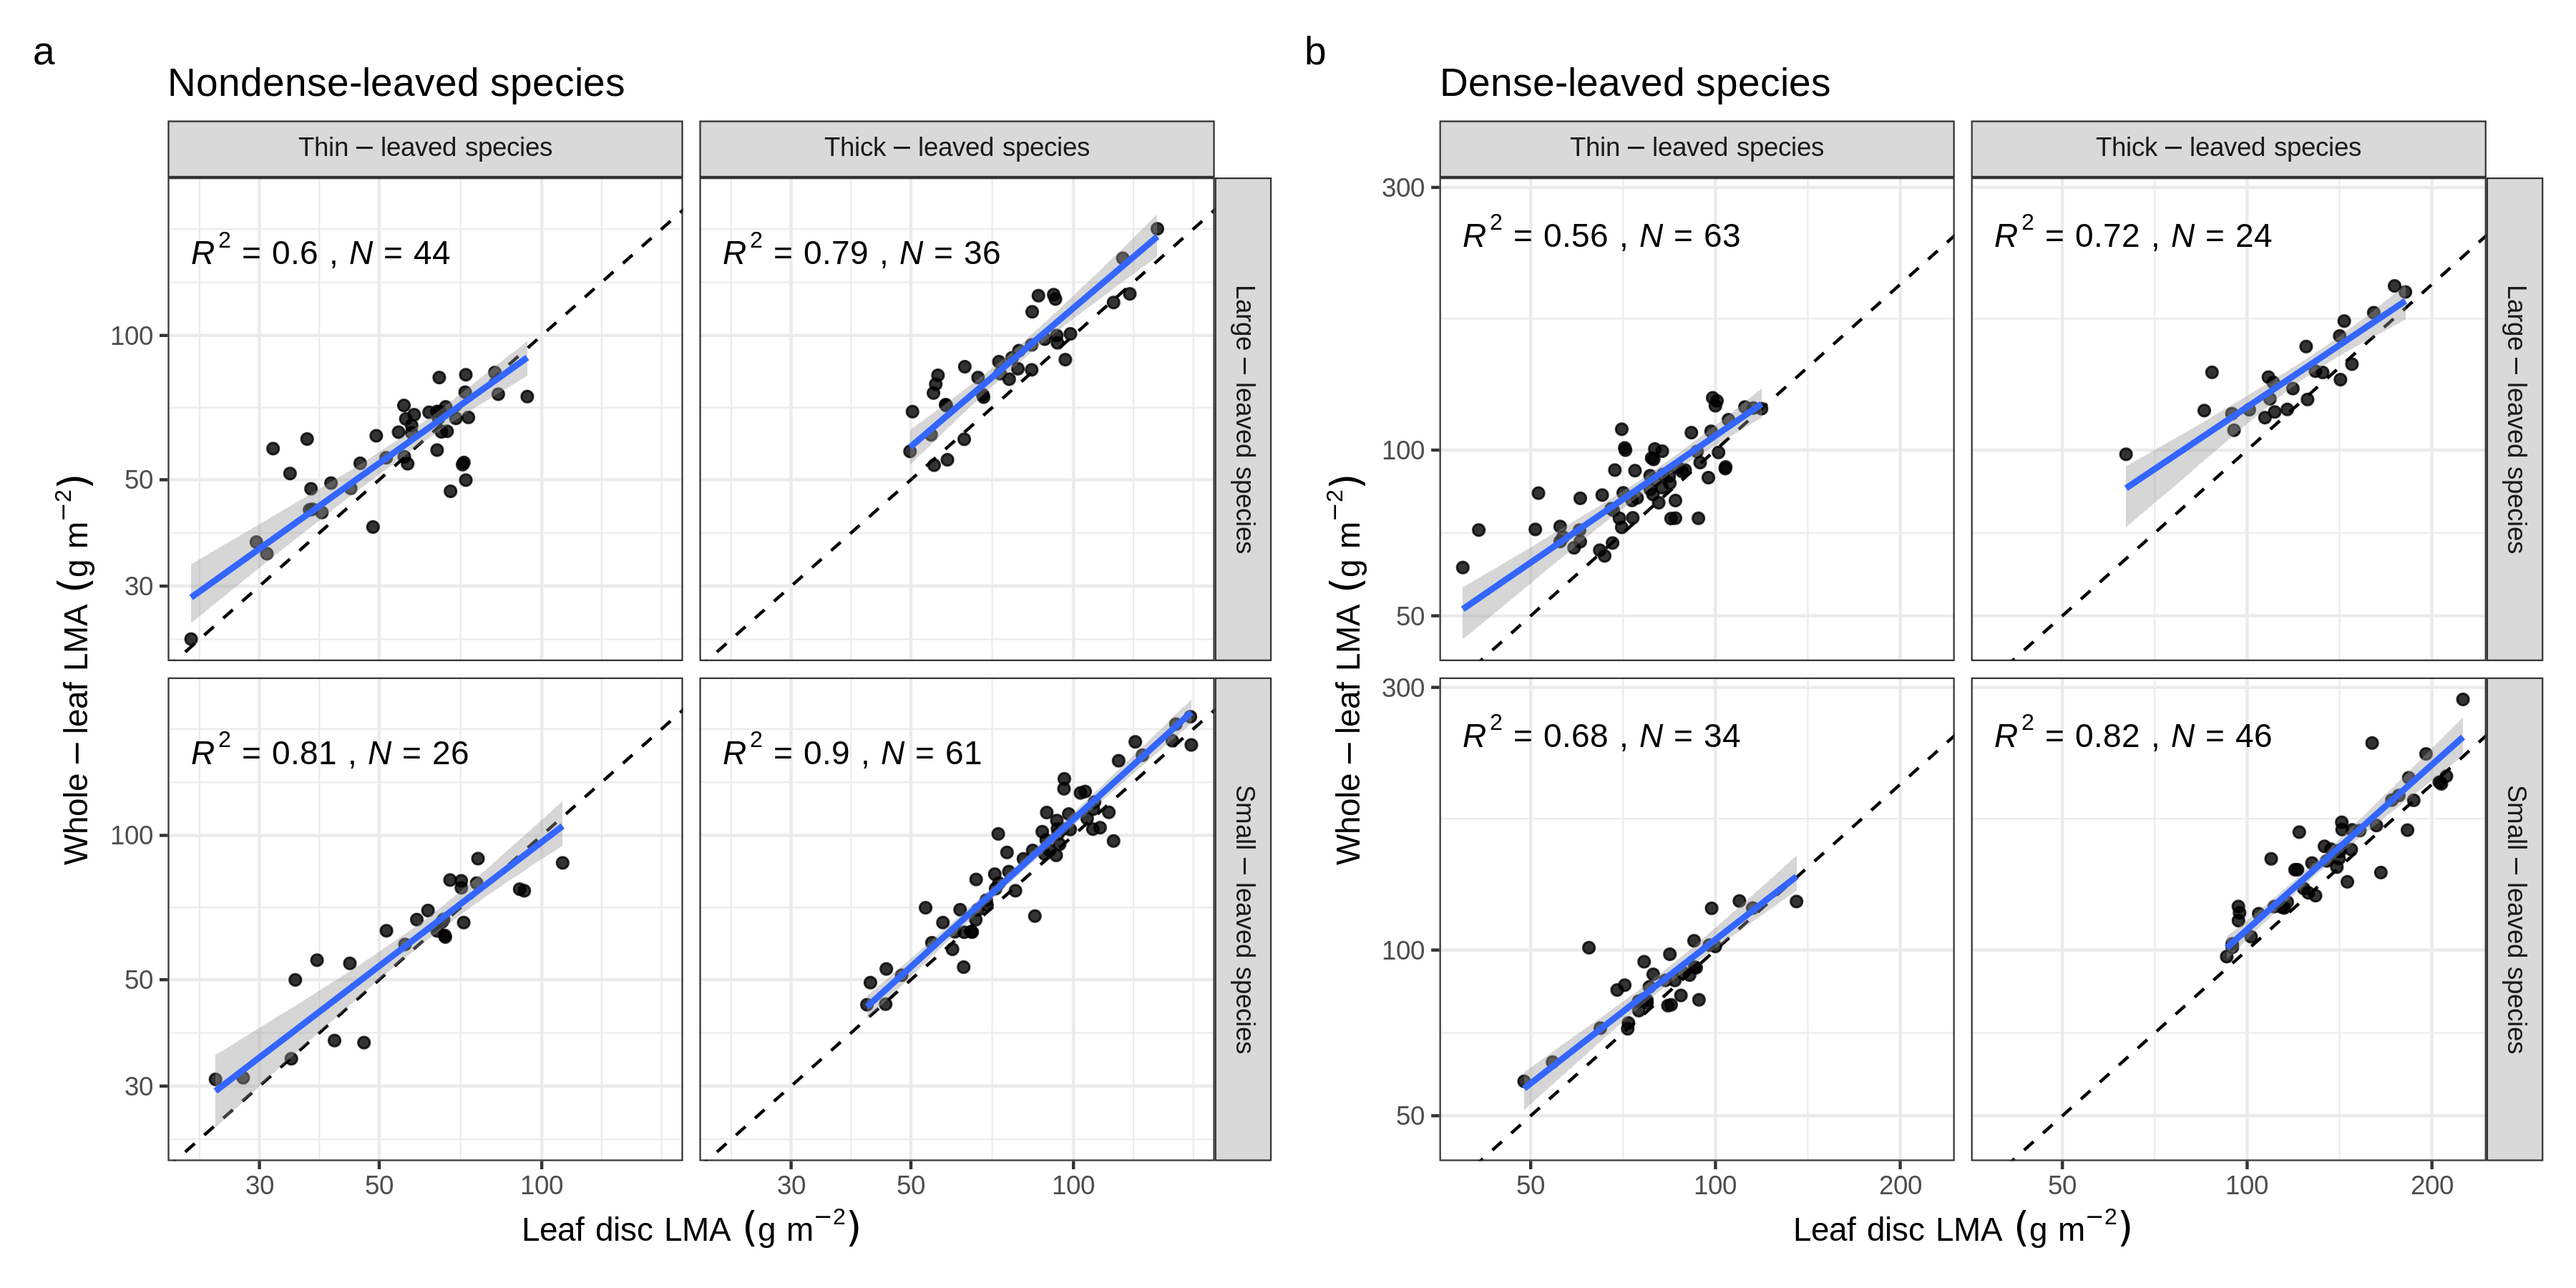 a
Nondense-leaved species
Thin − leaved species
Thick − leaved species
R² = 0.6 , N = 44
R² = 0.79 , N = 36
100
50
30
Large − leaved species
R² = 0.81 , N = 26
R² = 0.9 , N = 61
100
50
30
Small − leaved species
30 50 100
30 50 100
Whole − leaf LMA (g m⁻²)
Leaf disc LMA (g m⁻²)
b
Dense-leaved species
Thin − leaved species
Thick − leaved species
R² = 0.56 , N = 63
R² = 0.72 , N = 24
300
100
50
Large − leaved species
R² = 0.68 , N = 34
R² = 0.82 , N = 46
300
100
50
Small − leaved species
50 100 200
50 100 200
Whole − leaf LMA (g m⁻²)
Leaf disc LMA (g m⁻²)